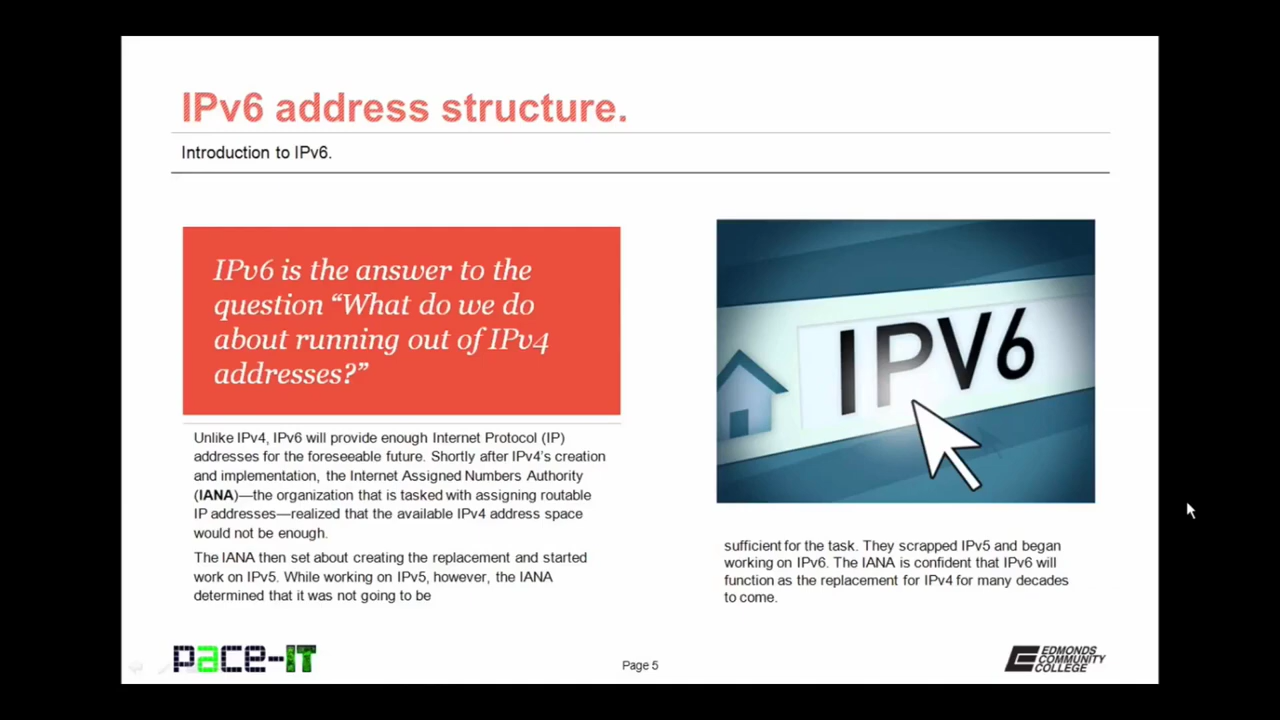 IPv6 address structure.
Introduction to IPv6.
IPv6 is the answer to the
question “What do we do
about running out of IPv4
addresses?”
Unlike IPv4, IPv6 will provide enough Internet Protocol (IP)
addresses for the foreseeable future. Shortly after IPv4’s creation
and implementation, the Internet Assigned Numbers Authority
(IANA)—the organization that is tasked with assigning routable
IP addresses—realized that the available IPv4 address space
would not be enough.
The IANA then set about creating the replacement and started
work on IPv5. While working on IPv5, however, the IANA
determined that it was not going to be
IPV6
sufficient for the task. They scrapped IPv5 and began
working on IPv6. The IANA is confident that IPv6 will
function as the replacement for IPv4 for many decades
to come.
pace-IT
Page 5
EDMONDS
COMMUNITY
COLLEGE